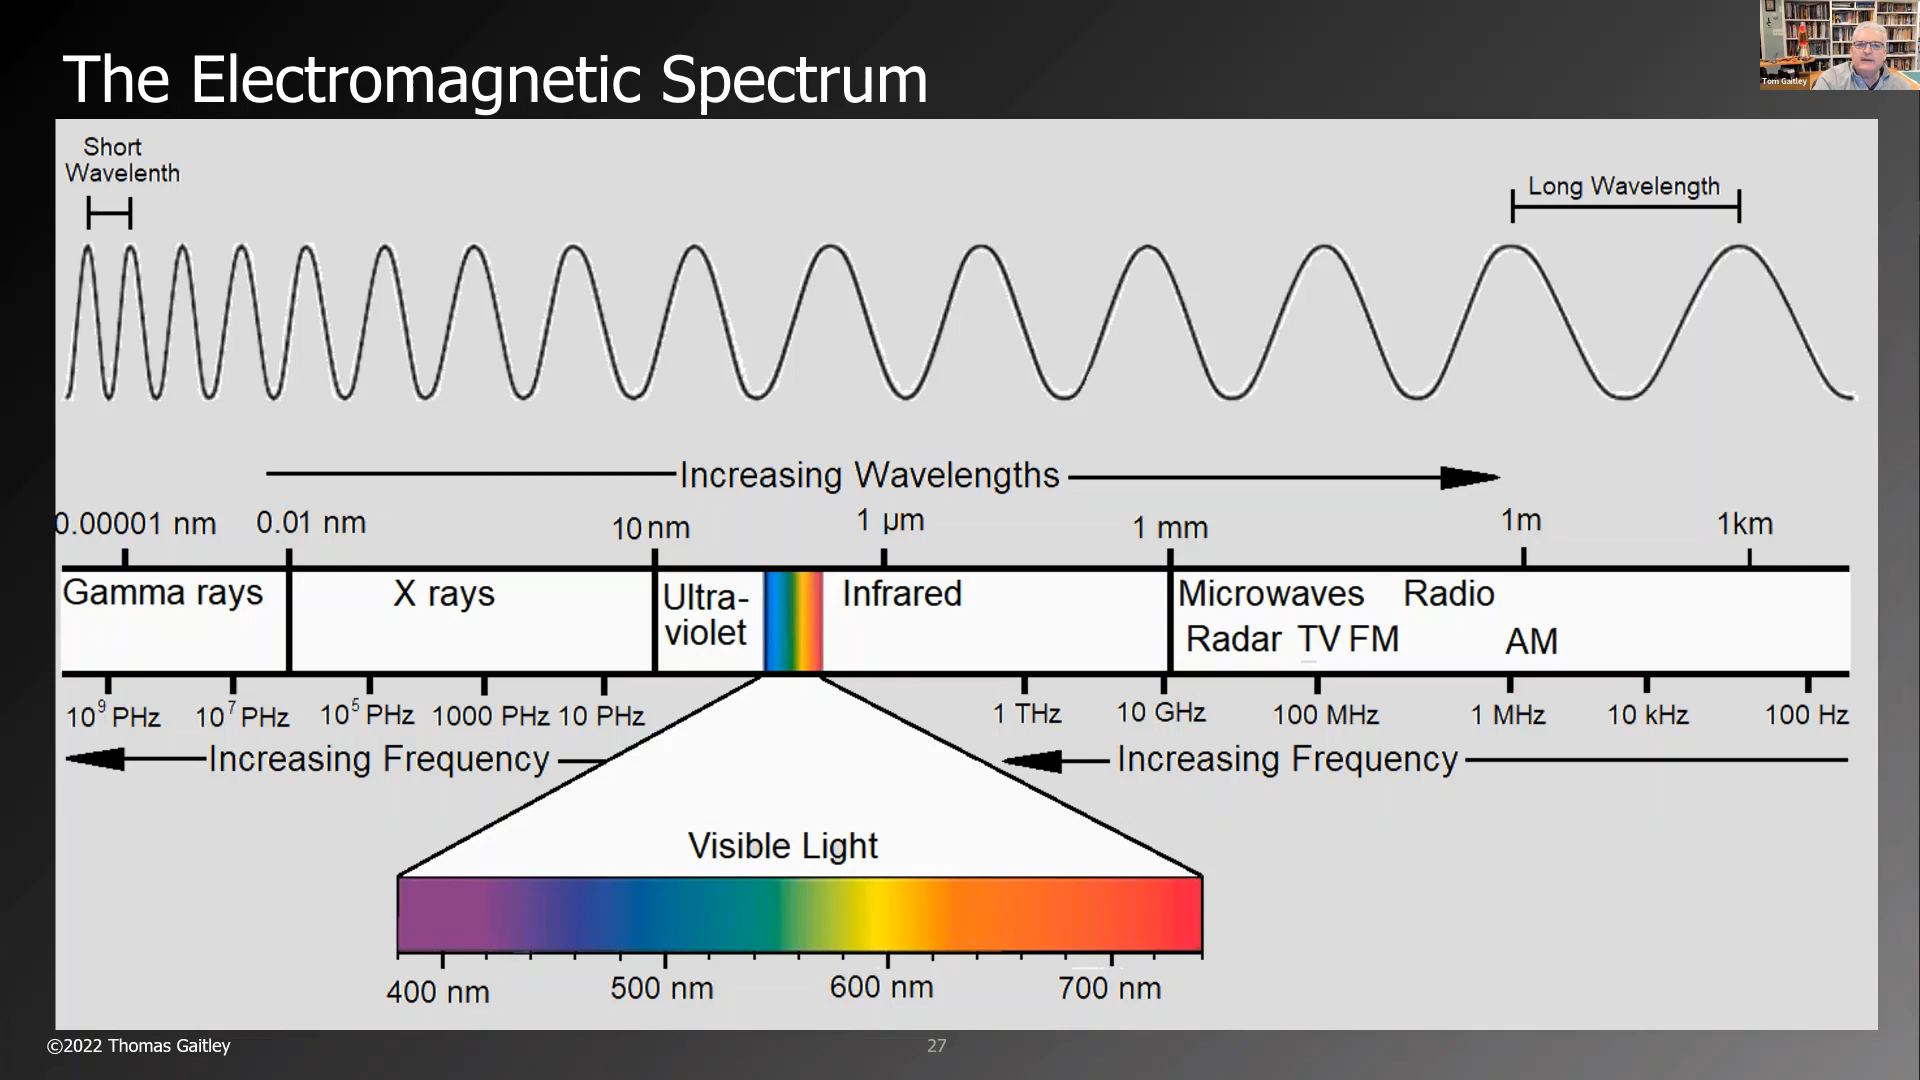 The Electromagnetic Spectrum
Tom Gaitley
Short
Wavelenth
Long Wavelength
Increasing Wavelengths
0.00001 nm 0.01 nm 10 nm 1 µm 1 mm 1m 1km
Gamma rays X rays Ultra-
violet Infrared Microwaves Radio
Radar TV FM AM
10⁹ PHz 10⁷ PHz 10⁵ PHz 1000 PHz 10 PHz 1 THz 10 GHz 100 MHz 1 MHz 10 kHz 100 Hz
Increasing Frequency Increasing Frequency
Visible Light
400 nm 500 nm 600 nm 700 nm
©2022 Thomas Gaitley 27